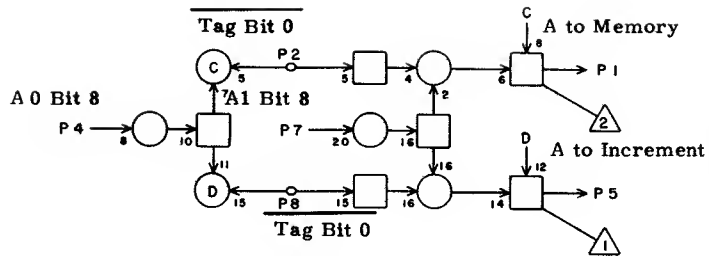 Tag Bit 0
C
A to Memory
P2
C
5
5
4
6
8
P1
7
A1 Bit 8
2
A0 Bit 8
P4
8
10
P7
20
16
2
11
16
D
A to Increment
12
D
15
P8
15
16
14
P5
Tag Bit 0
1